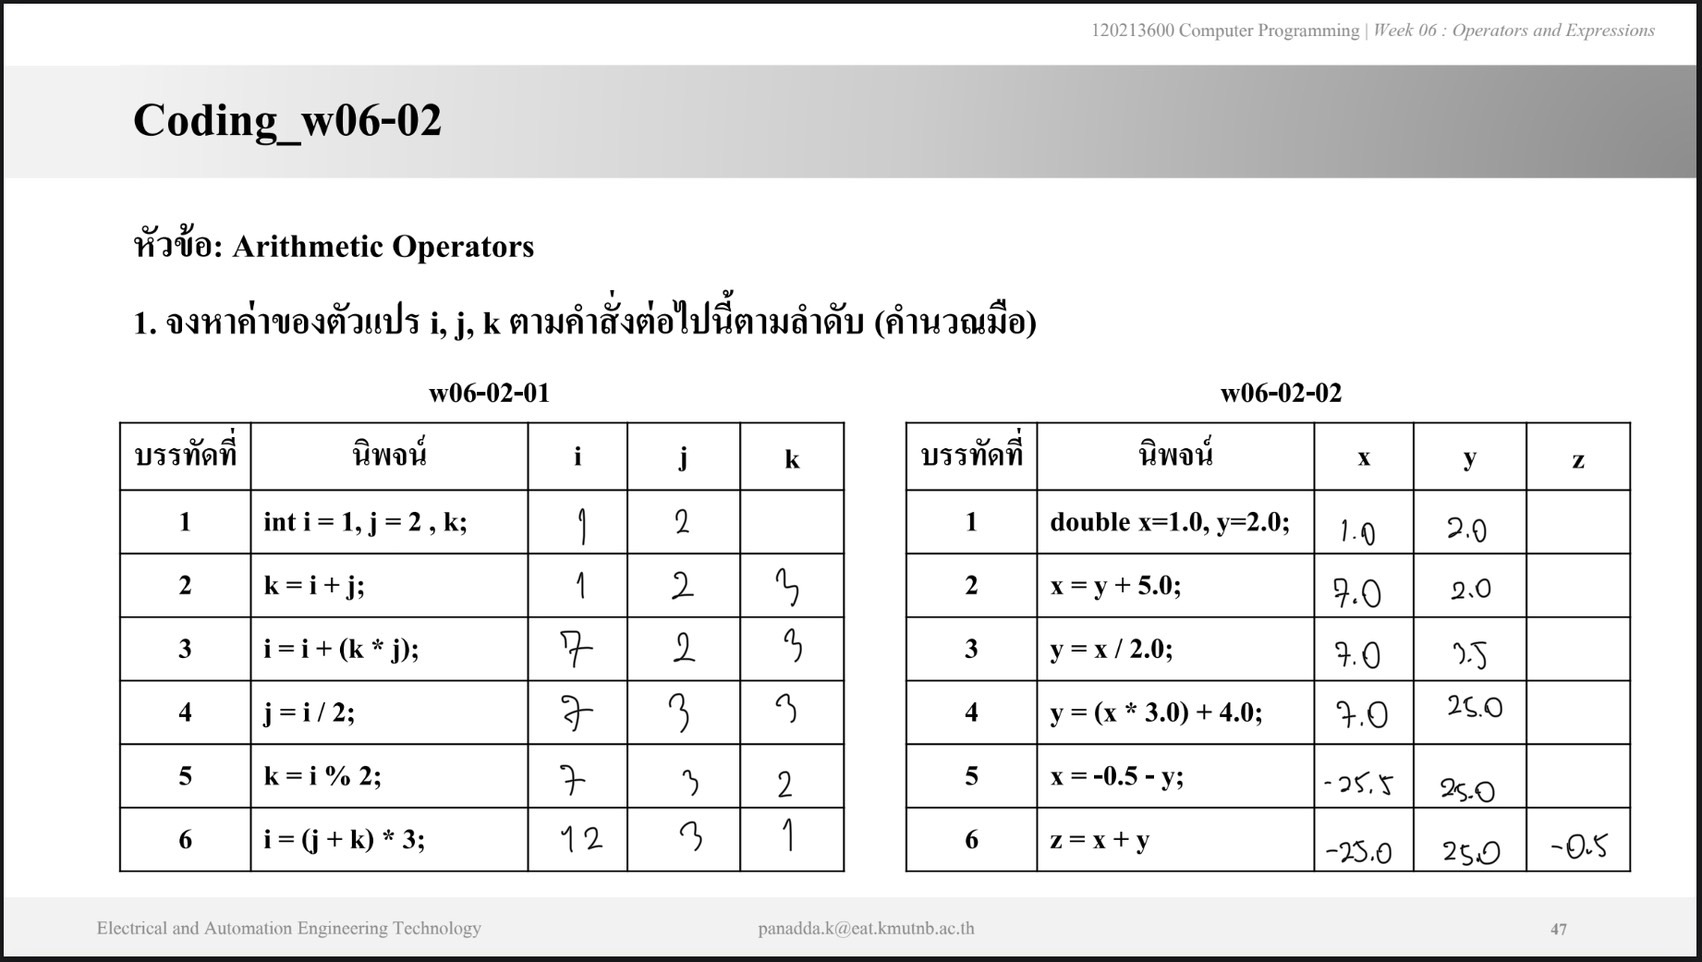 120213600 Computer Programming | Week 06 : Operators and Expressions
Coding_w06-02
หัวข้อ: Arithmetic Operators
1. จงหาค่าของตัวแปร i, j, k ตามคำสั่งต่อไปนี้ตามลำดับ (คำนวณมือ)
w06-02-01
บรรทัดที่ นิพจน์ i j k
1 int i = 1, j = 2 , k; 1 2
2 k = i + j; 1 2 3
3 i = i + (k * j); 7 2 3
4 j = i / 2; 7 3 3
5 k = i % 2; 7 3 2
6 i = (j + k) * 3; 12 3 1
w06-02-02
บรรทัดที่ นิพจน์ x y z
1 double x=1.0, y=2.0; 1.0 2.0
2 x = y + 5.0; 7.0 2.0
3 y = x / 2.0; 7.0 3.5
4 y = (x * 3.0) + 4.0; 7.0 25.0
5 x = -0.5 - y; -25.5 25.0
6 z = x + y -25.0 25.0 -0.5
Electrical and Automation Engineering Technology panadda.k@eat.kmutnb.ac.th 47